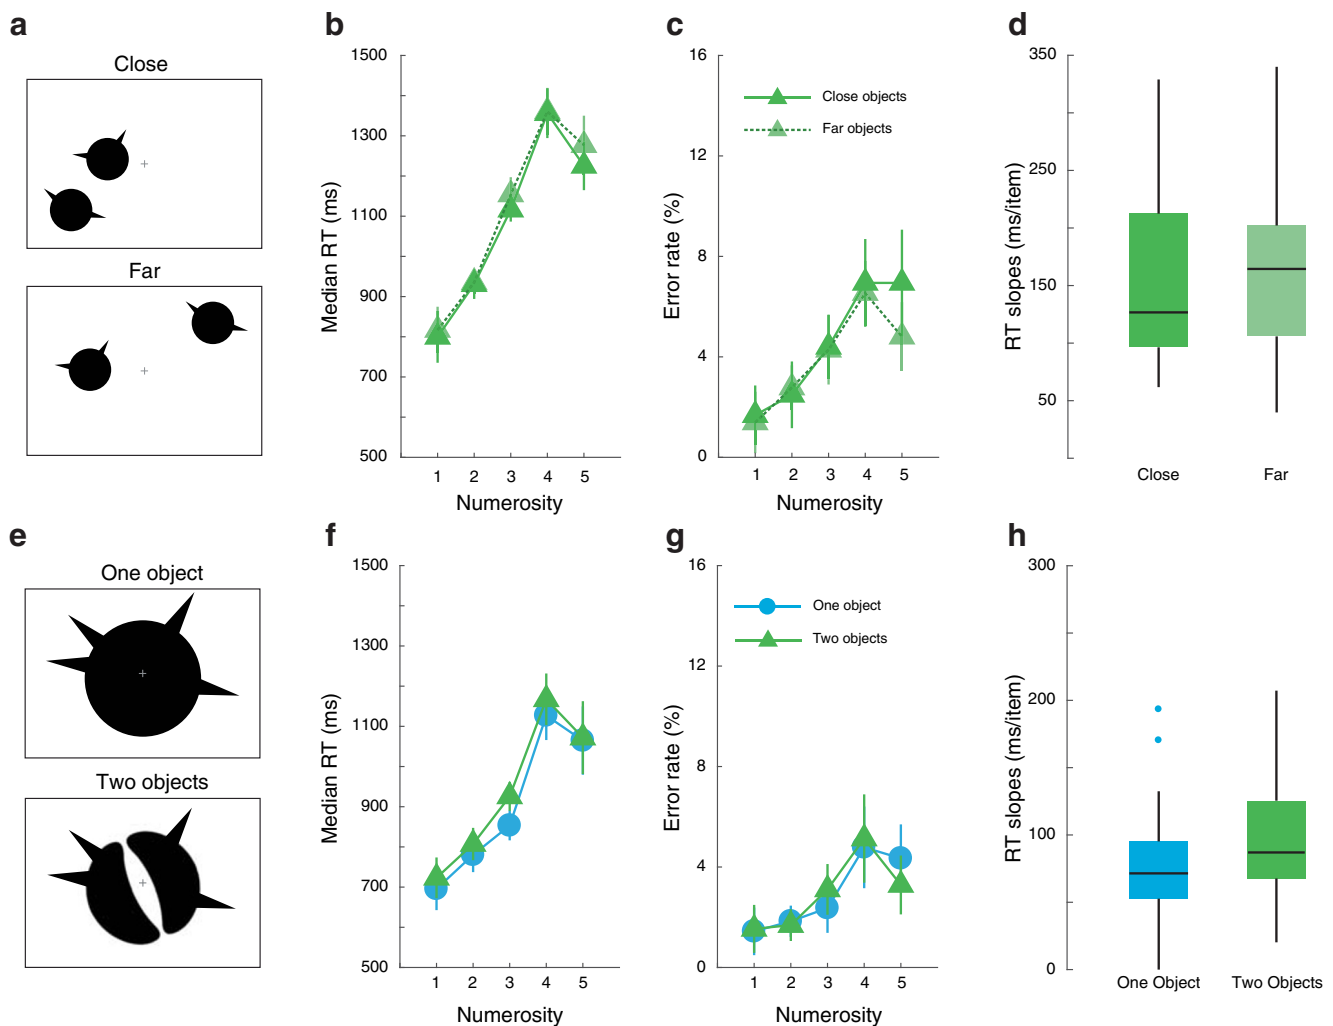 a
Close
Far
b
1500
1300
1100
900
700
500
Median RT (ms)
1 2 3 4 5
Numerosity
c
16
12
8
4
0
Error rate (%)
Close objects
Far objects
1 2 3 4 5
Numerosity
d
350
250
150
50
RT slopes (ms/item)
Close Far
e
One object
Two objects
f
1500
1300
1100
900
700
500
Median RT (ms)
1 2 3 4 5
Numerosity
g
16
12
8
4
0
Error rate (%)
One object
Two objects
1 2 3 4 5
Numerosity
h
300
200
100
0
RT slopes (ms/item)
One Object Two Objects